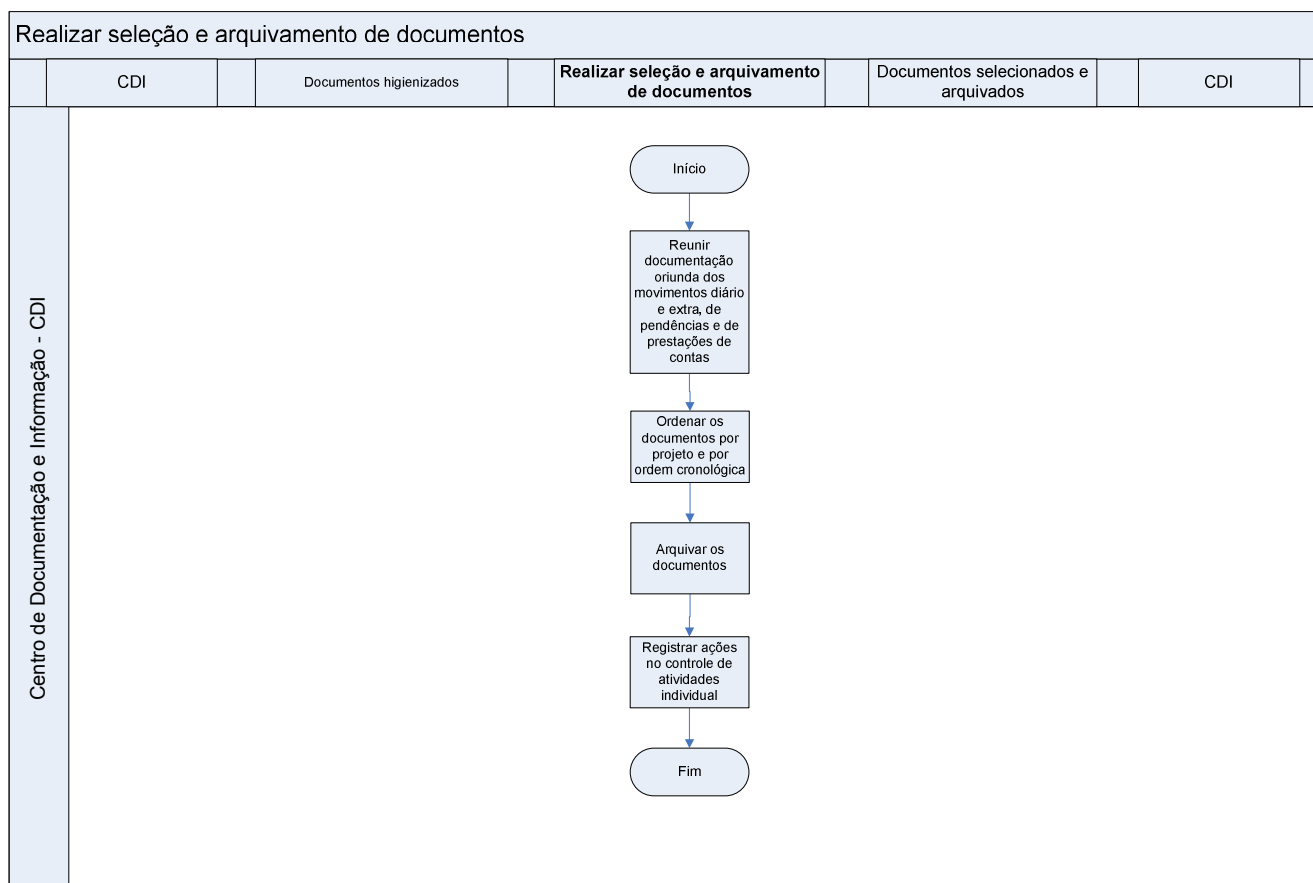 Realizar seleção e arquivamento de documentos
CDI
Documentos higienizados
Realizar seleção e arquivamento
de documentos
Documentos selecionados e
arquivados
CDI
Centro de Documentação e Informação - CDI
Início
Reunir
documentação
oriunda dos
movimentos diário
e extra, de
pendências e de
prestações de
contas
Ordenar os
documentos por
projeto e por
ordem cronológica
Arquivar os
documentos
Registrar ações
no controle de
atividades
individual
Fim